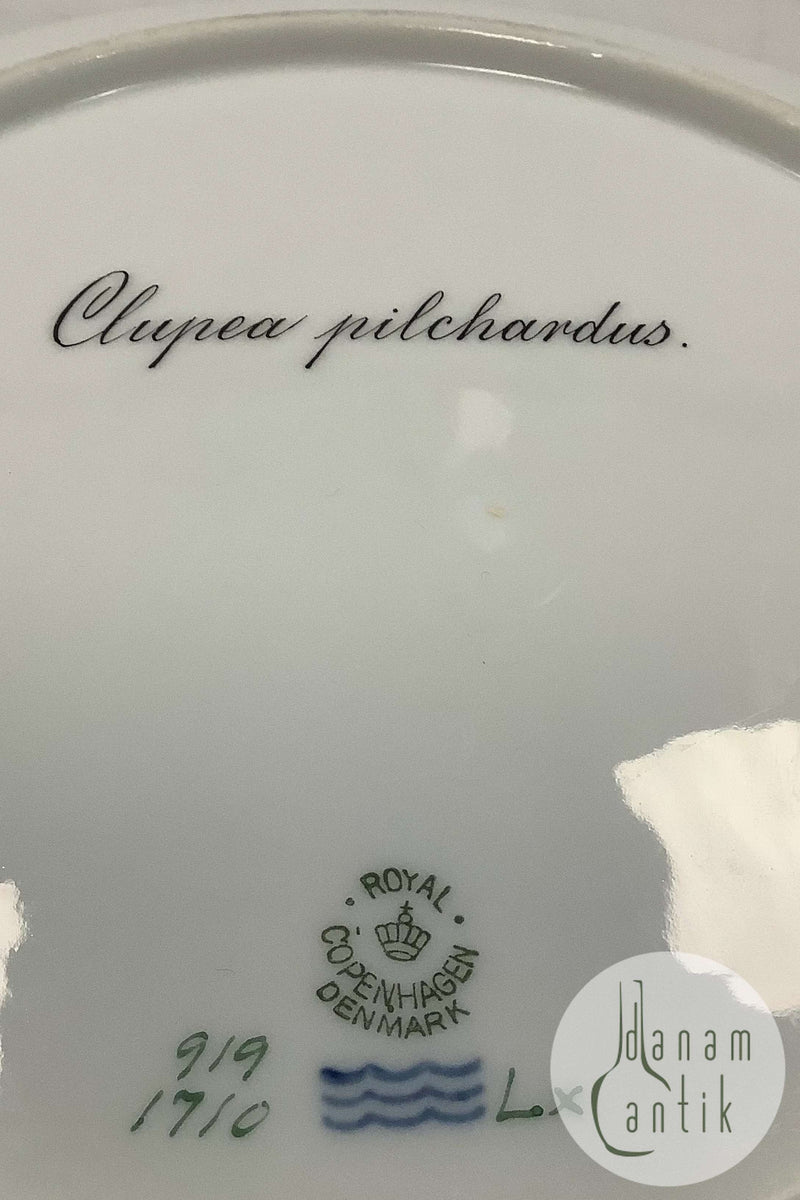 Clupea pilchardus.
ROYAL
COPENHAGEN
DENMARK
919
1710
L. x
danam
antik